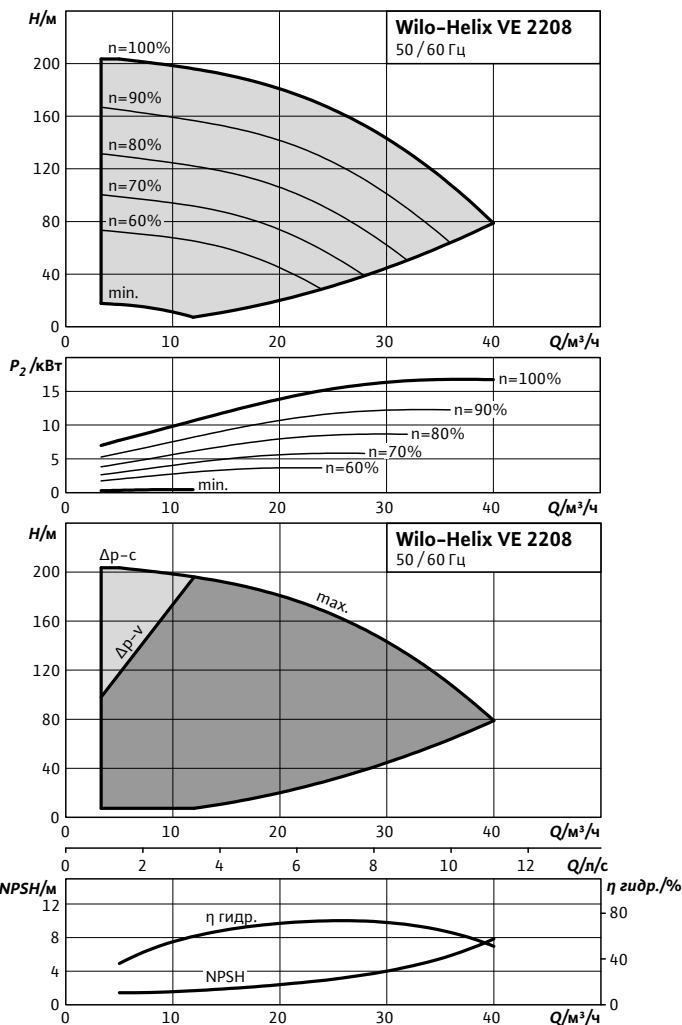 H/м
Wilo-Helix VE 2208
50 / 60 Гц
n=100%
200
n=90%
160
n=80%
120
n=70%
80
n=60%
40
min.
0
0 10 20 30 40 Q/м³/ч
P₂ /кВт
15
n=100%
10
n=90%
n=80%
5
n=70%
n=60%
min.
0
0 10 20 30 40 Q/м³/ч
H/м
Wilo-Helix VE 2208
50 / 60 Гц
Δp-c
200
max.
160
Δp-v
120
80
40
0
0 10 20 30 40 Q/м³/ч
0 2 4 6 8 10 12 Q/л/с
NPSH/м
η гидр./%
12
η гидр.
80
8
40
NPSH
4
0
0
0 10 20 30 40 Q/м³/ч